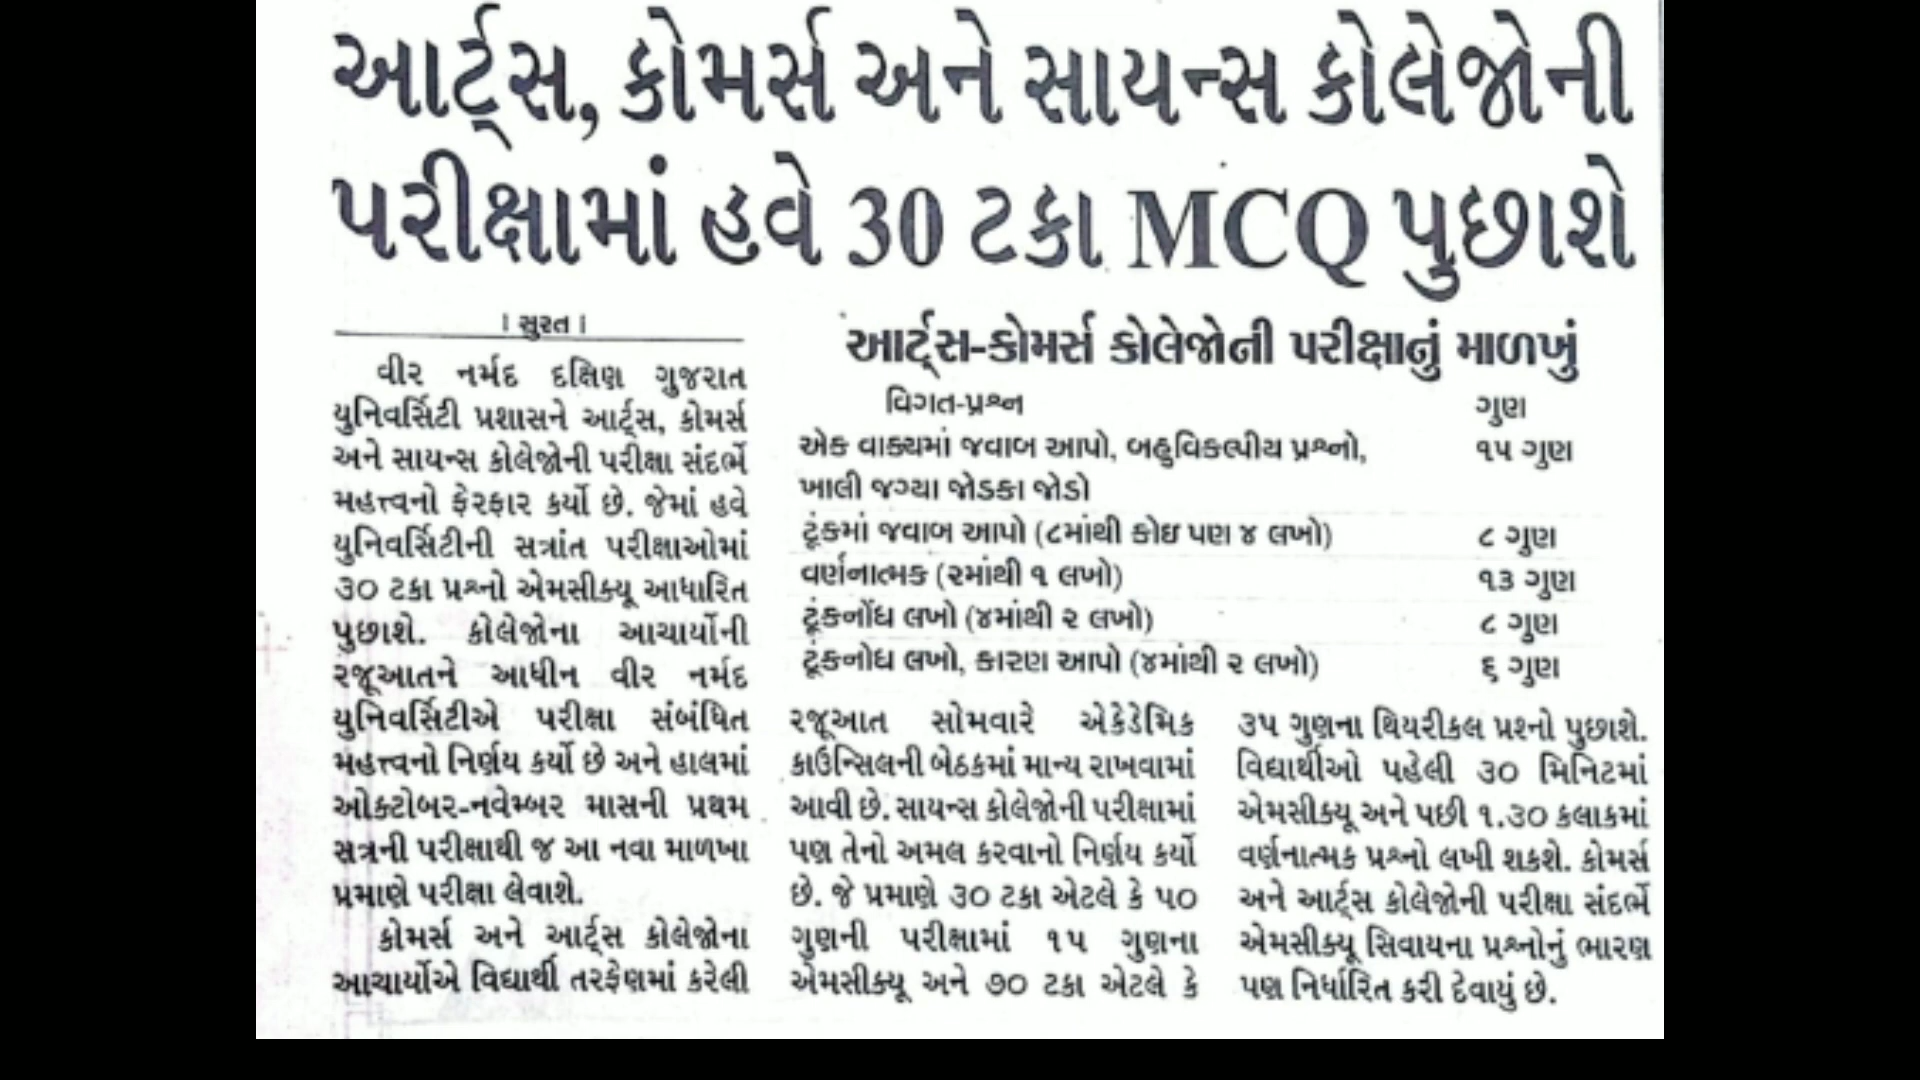 આર્ટ્સ, કોમર્સ અને સાયન્સ કોલેજોની
પરીક્ષામાં હવે 30 ટકા MCQ પુછાશે
। સુરત ।
વીર નર્મદ દક્ષિણ ગુજરાત
યુનિવર્સિટી પ્રશાસને આર્ટ્સ, કોમર્સ
અને સાયન્સ કોલેજોની પરીક્ષા સંદર્ભે
મહત્ત્વનો ફેરફાર કર્યો છે. જેમાં હવે
યુનિવર્સિટીની સત્રાંત પરીક્ષાઓમાં
૩૦ ટકા પ્રશ્નો એમસીક્યૂ આધારિત
પુછાશે. કોલેજોના આચાર્યોની
રજૂઆતને આધીન વીર નર્મદ
યુનિવર્સિટીએ પરીક્ષા સંબંધિત
મહત્ત્વનો નિર્ણય કર્યો છે અને હાલમાં
ઓક્ટોબર-નવેમ્બર માસની પ્રથમ
સત્રની પરીક્ષાથી જ આ નવા માળખા
પ્રમાણે પરીક્ષા લેવાશે.
કોમર્સ અને આર્ટ્સ કોલેજોના
આચાર્યોએ વિદ્યાર્થી તરફેણમાં કરેલી
આર્ટ્સ-કોમર્સ કોલેજોની પરીક્ષાનું માળખું
વિગત-પ્રશ્ન ગુણ
એક વાક્યમાં જવાબ આપો, બહુવિકલ્પીય પ્રશ્નો, ૧૫ ગુણ
ખાલી જગ્યા જોડકા જોડો
ટૂંકમાં જવાબ આપો (૮માંથી કોઇ પણ ૪ લખો) ૮ ગુણ
વર્ણનાત્મક (૨માંથી ૧ લખો) ૧૩ ગુણ
ટૂંકનોંધ લખો (૪માંથી ૨ લખો) ૮ ગુણ
ટૂંકનોધ લખો, કારણ આપો (૪માંથી ૨ લખો) ૬ ગુણ
રજૂઆત સોમવારે એકેડેમિક
કાઉન્સિલની બેઠકમાં માન્ય રાખવામાં
આવી છે. સાયન્સ કોલેજોની પરીક્ષામાં
પણ તેનો અમલ કરવાનો નિર્ણય કર્યો
છે. જે પ્રમાણે ૩૦ ટકા એટલે કે ૫૦
ગુણની પરીક્ષામાં ૧૫ ગુણના
એમસીક્યૂ અને ૭૦ ટકા એટલે કે
૩૫ ગુણના થિયરીકલ પ્રશ્નો પુછાશે.
વિદ્યાર્થીઓ પહેલી ૩૦ મિનિટમાં
એમસીક્યૂ અને પછી ૧.૩૦ કલાકમાં
વર્ણનાત્મક પ્રશ્નો લખી શકશે. કોમર્સ
અને આર્ટ્સ કોલેજોની પરીક્ષા સંદર્ભે
એમસીક્યૂ સિવાયના પ્રશ્નોનું ભારણ
પણ નિર્ધારિત કરી દેવાયું છે.